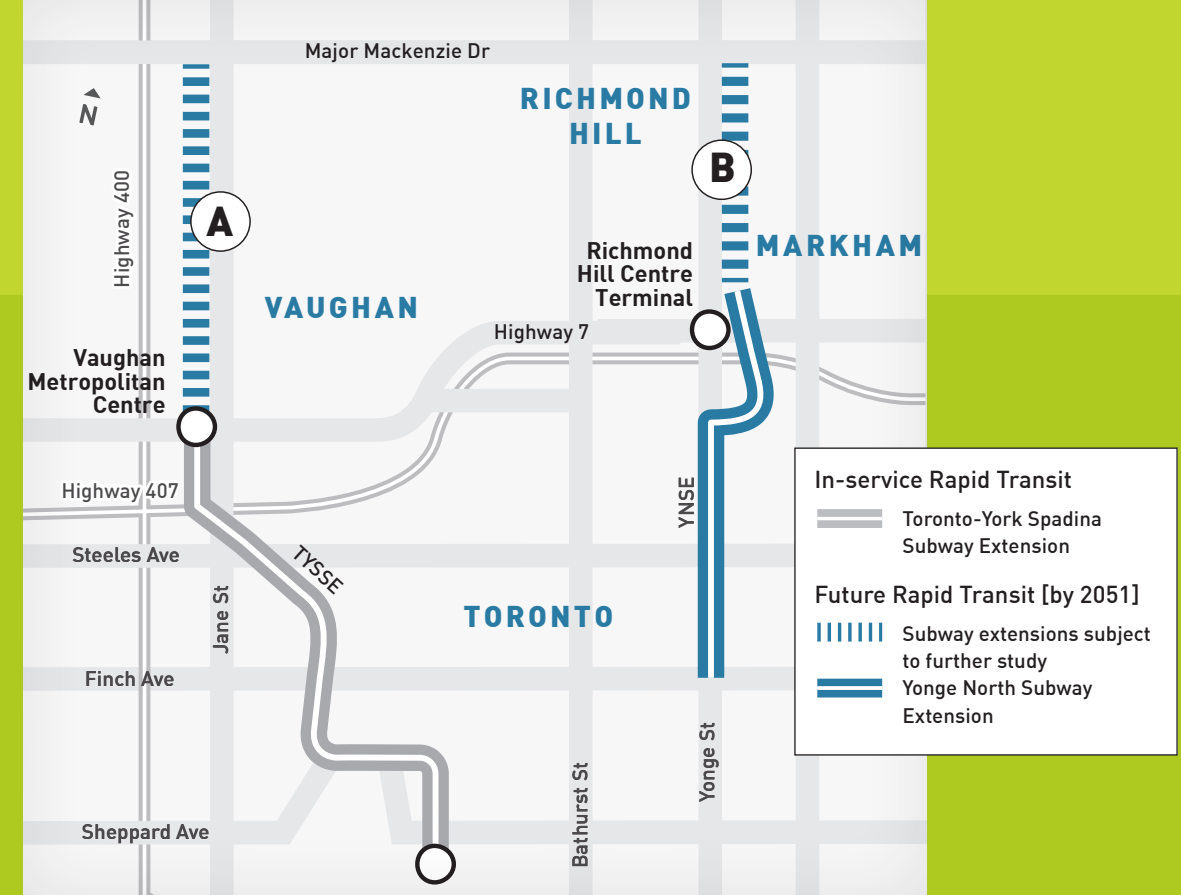 Major Mackenzie Dr
N
RICHMOND
HILL
Highway 400
A
B
MARKHAM
Richmond
Hill Centre
Terminal
VAUGHAN
Highway 7
Vaughan
Metropolitan
Centre
Highway 407
YNSE
Steeles Ave
TYSSE
Jane St
TORONTO
Finch Ave
Yonge St
Bathurst St
Sheppard Ave
In-service Rapid Transit
Toronto-York Spadina
Subway Extension
Future Rapid Transit [by 2051]
Subway extensions subject
to further study
Yonge North Subway
Extension